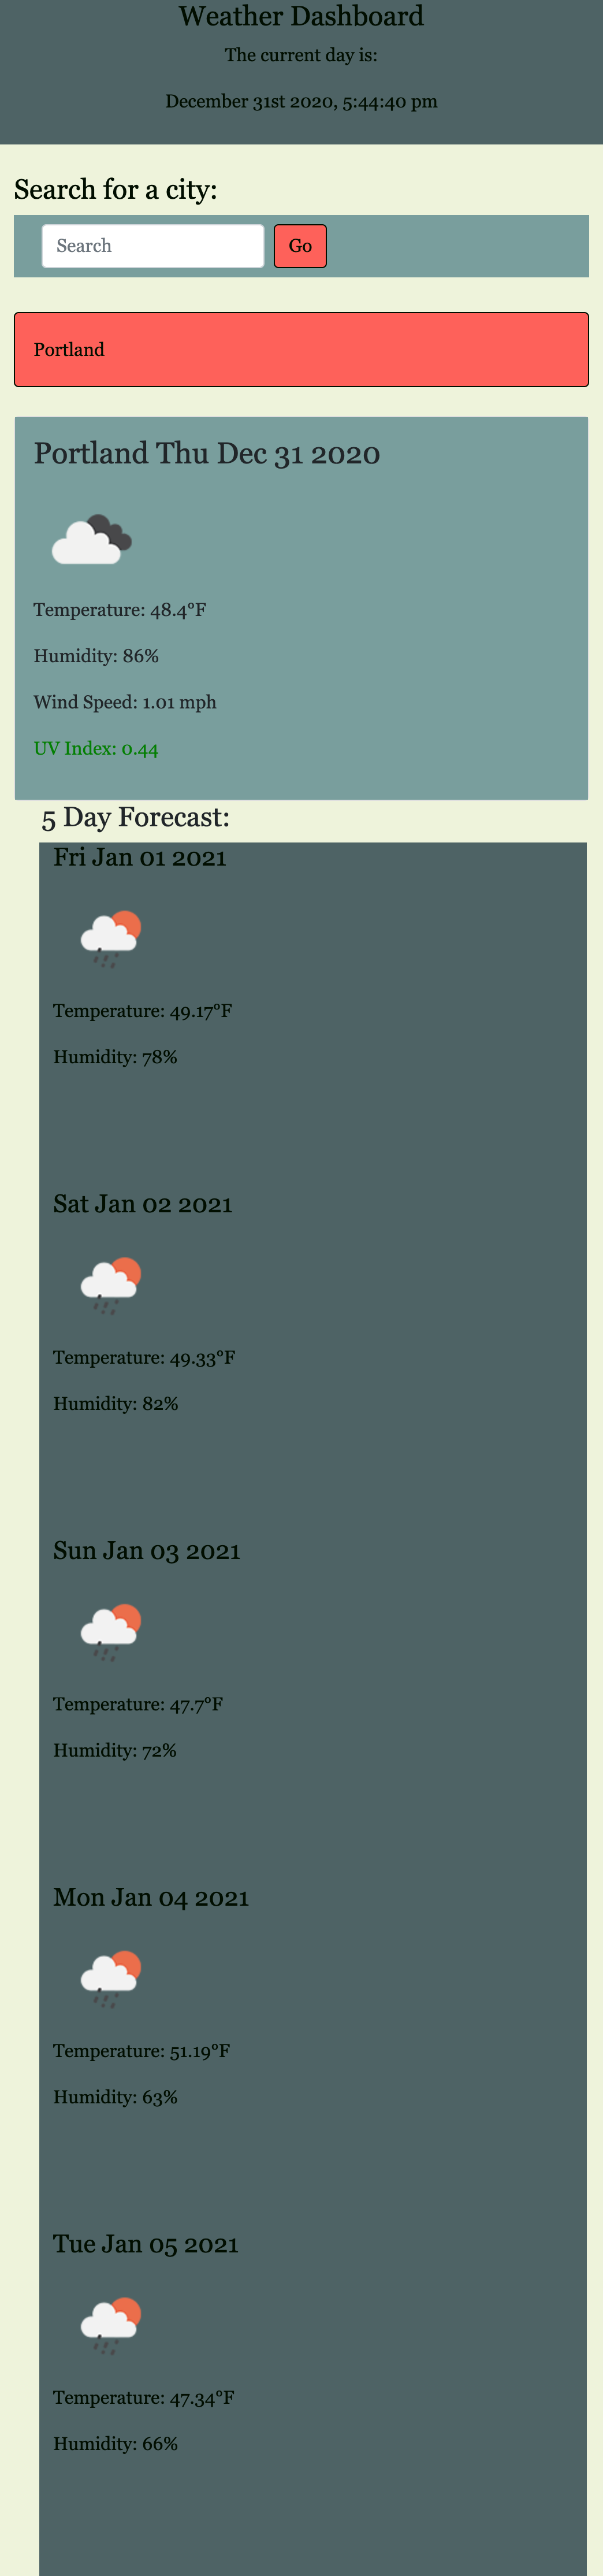 Weather Dashboard
The current day is:
December 31st 2020, 5:44:40 pm
Search for a city:
Search
Go
Portland
Portland Thu Dec 31 2020
Temperature: 48.4°F
Humidity: 86%
Wind Speed: 1.01 mph
UV Index: 0.44
5 Day Forecast:
Fri Jan 01 2021
Temperature: 49.17°F
Humidity: 78%
Sat Jan 02 2021
Temperature: 49.33°F
Humidity: 82%
Sun Jan 03 2021
Temperature: 47.7°F
Humidity: 72%
Mon Jan 04 2021
Temperature: 51.19°F
Humidity: 63%
Tue Jan 05 2021
Temperature: 47.34°F
Humidity: 66%